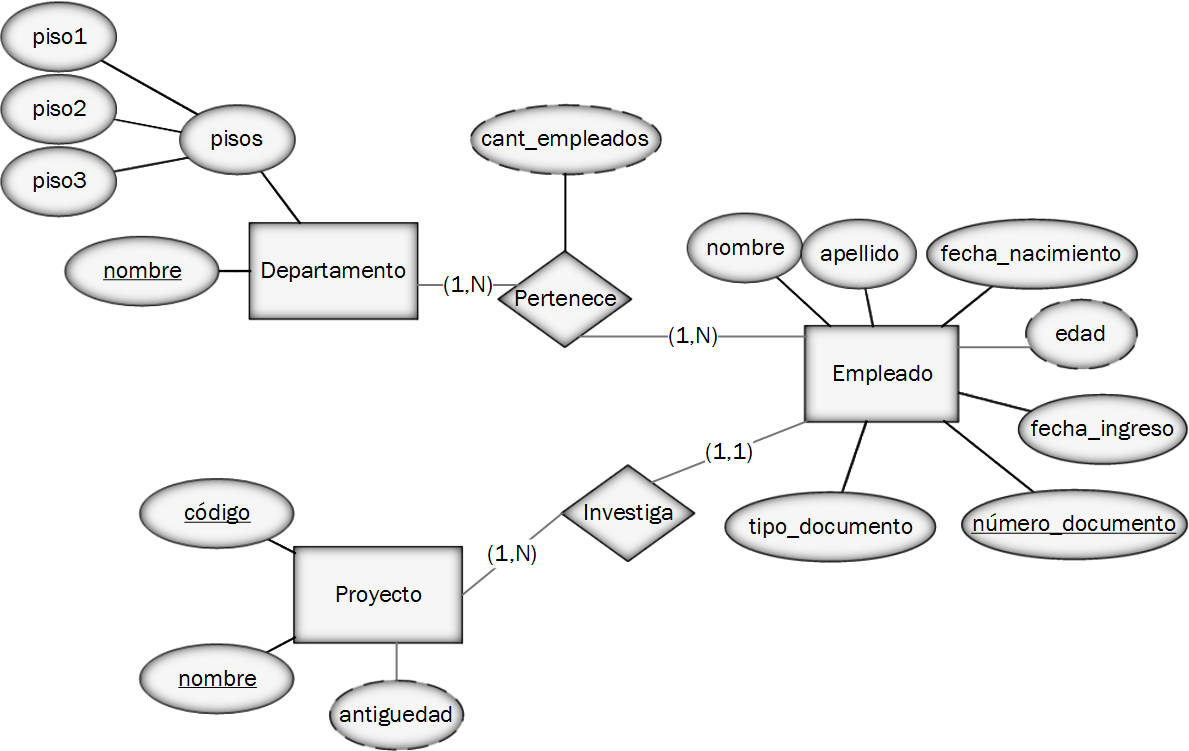 piso1
piso2
pisos
piso3
cant_empleados
nombre
Departamento
(1,N)
Pertenece
(1,N)
nombre
apellido
fecha_nacimiento
edad
Empleado
fecha_ingreso
(1,1)
tipo_documento
número_documento
Investiga
código
(1,N)
Proyecto
nombre
antiguedad